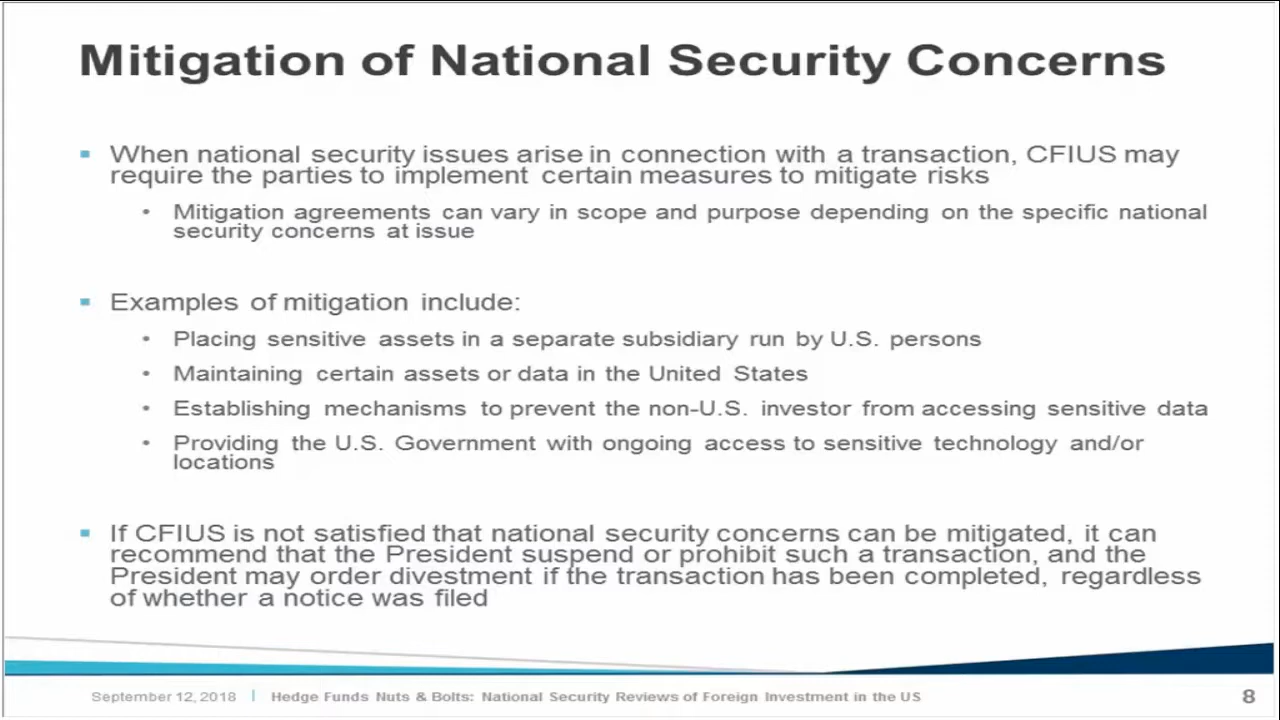 Mitigation of National Security Concerns
When national security issues arise in connection with a transaction, CFIUS may
require the parties to implement certain measures to mitigate risks
Mitigation agreements can vary in scope and purpose depending on the specific national
security concerns at issue
Examples of mitigation include:
Placing sensitive assets in a separate subsidiary run by U.S. persons
Maintaining certain assets or data in the United States
Establishing mechanisms to prevent the non-U.S. investor from accessing sensitive data
Providing the U.S. Government with ongoing access to sensitive technology and/or
locations
If CFIUS is not satisfied that national security concerns can be mitigated, it can
recommend that the President suspend or prohibit such a transaction, and the
President may order divestment if the transaction has been completed, regardless
of whether a notice was filed
September 12, 2018 | Hedge Funds Nuts & Bolts: National Security Reviews of Foreign Investment in the US 8